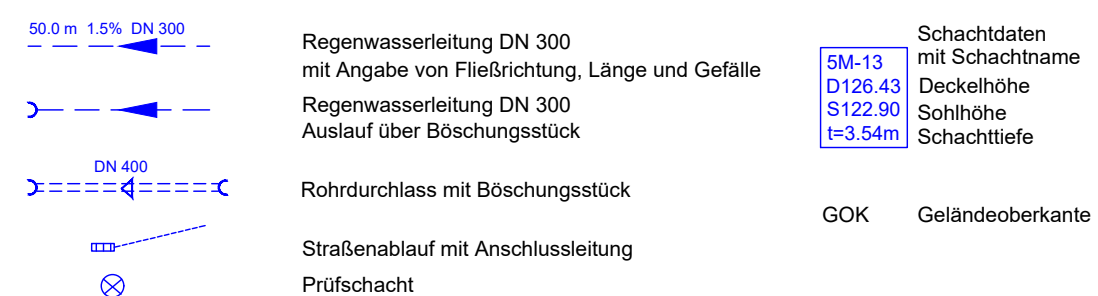 50.0 m 1.5% DN 300
Regenwasserleitung DN 300
mit Angabe von Fließrichtung, Länge und Gefälle
Regenwasserleitung DN 300
Auslauf über Böschungsstück
DN 400
Rohrdurchlass mit Böschungsstück
Straßenablauf mit Anschlussleitung
Prüfschacht
Schachtdaten
5M-13 mit Schachtname
D126.43 Deckelhöhe
S122.90 Sohlhöhe
t=3.54m Schachttiefe
GOK Geländeoberkante